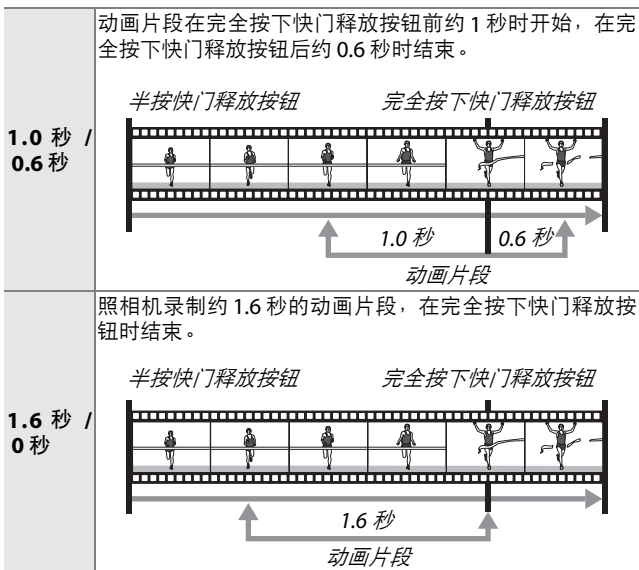 动画片段在完全按下快门释放按钮前约 1 秒时开始，在完
全按下快门释放按钮后约 0.6 秒时结束。
半按快门释放按钮 完全按下快门释放按钮
1.0 秒 /
0.6 秒
1.0 秒 0.6 秒
动画片段
照相机录制约 1.6 秒的动画片段，在完全按下快门释放按
钮时结束。
半按快门释放按钮 完全按下快门释放按钮
1.6 秒 /
0 秒
1.6 秒
动画片段